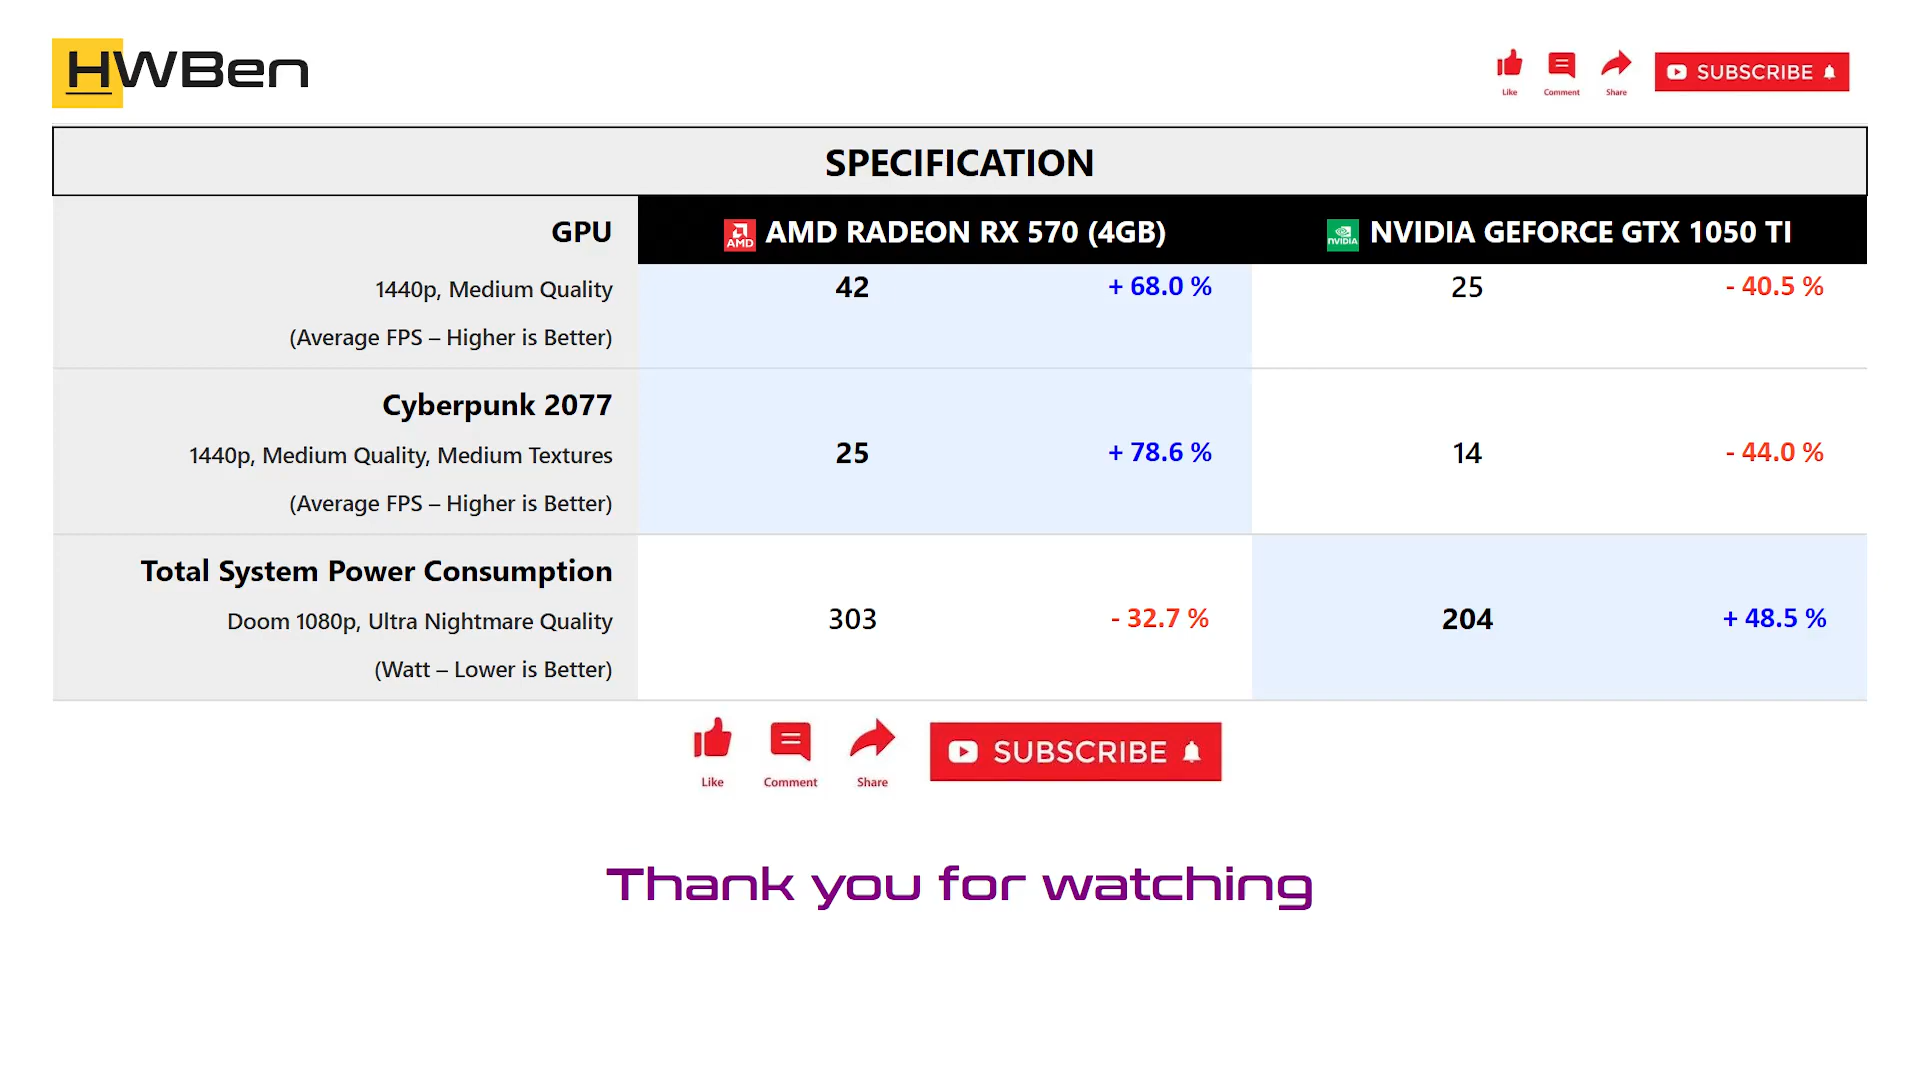 HWBen
Like
Comment
Share
SUBSCRIBE
SPECIFICATION
GPU
AMD
AMD RADEON RX 570 (4GB)
NVIDIA
NVIDIA GEFORCE GTX 1050 TI
1440p, Medium Quality
(Average FPS – Higher is Better)
42
+ 68.0 %
25
- 40.5 %
Cyberpunk 2077
1440p, Medium Quality, Medium Textures
(Average FPS – Higher is Better)
25
+ 78.6 %
14
- 44.0 %
Total System Power Consumption
Doom 1080p, Ultra Nightmare Quality
(Watt – Lower is Better)
303
- 32.7 %
204
+ 48.5 %
Like
Comment
Share
SUBSCRIBE
Thank you for watching